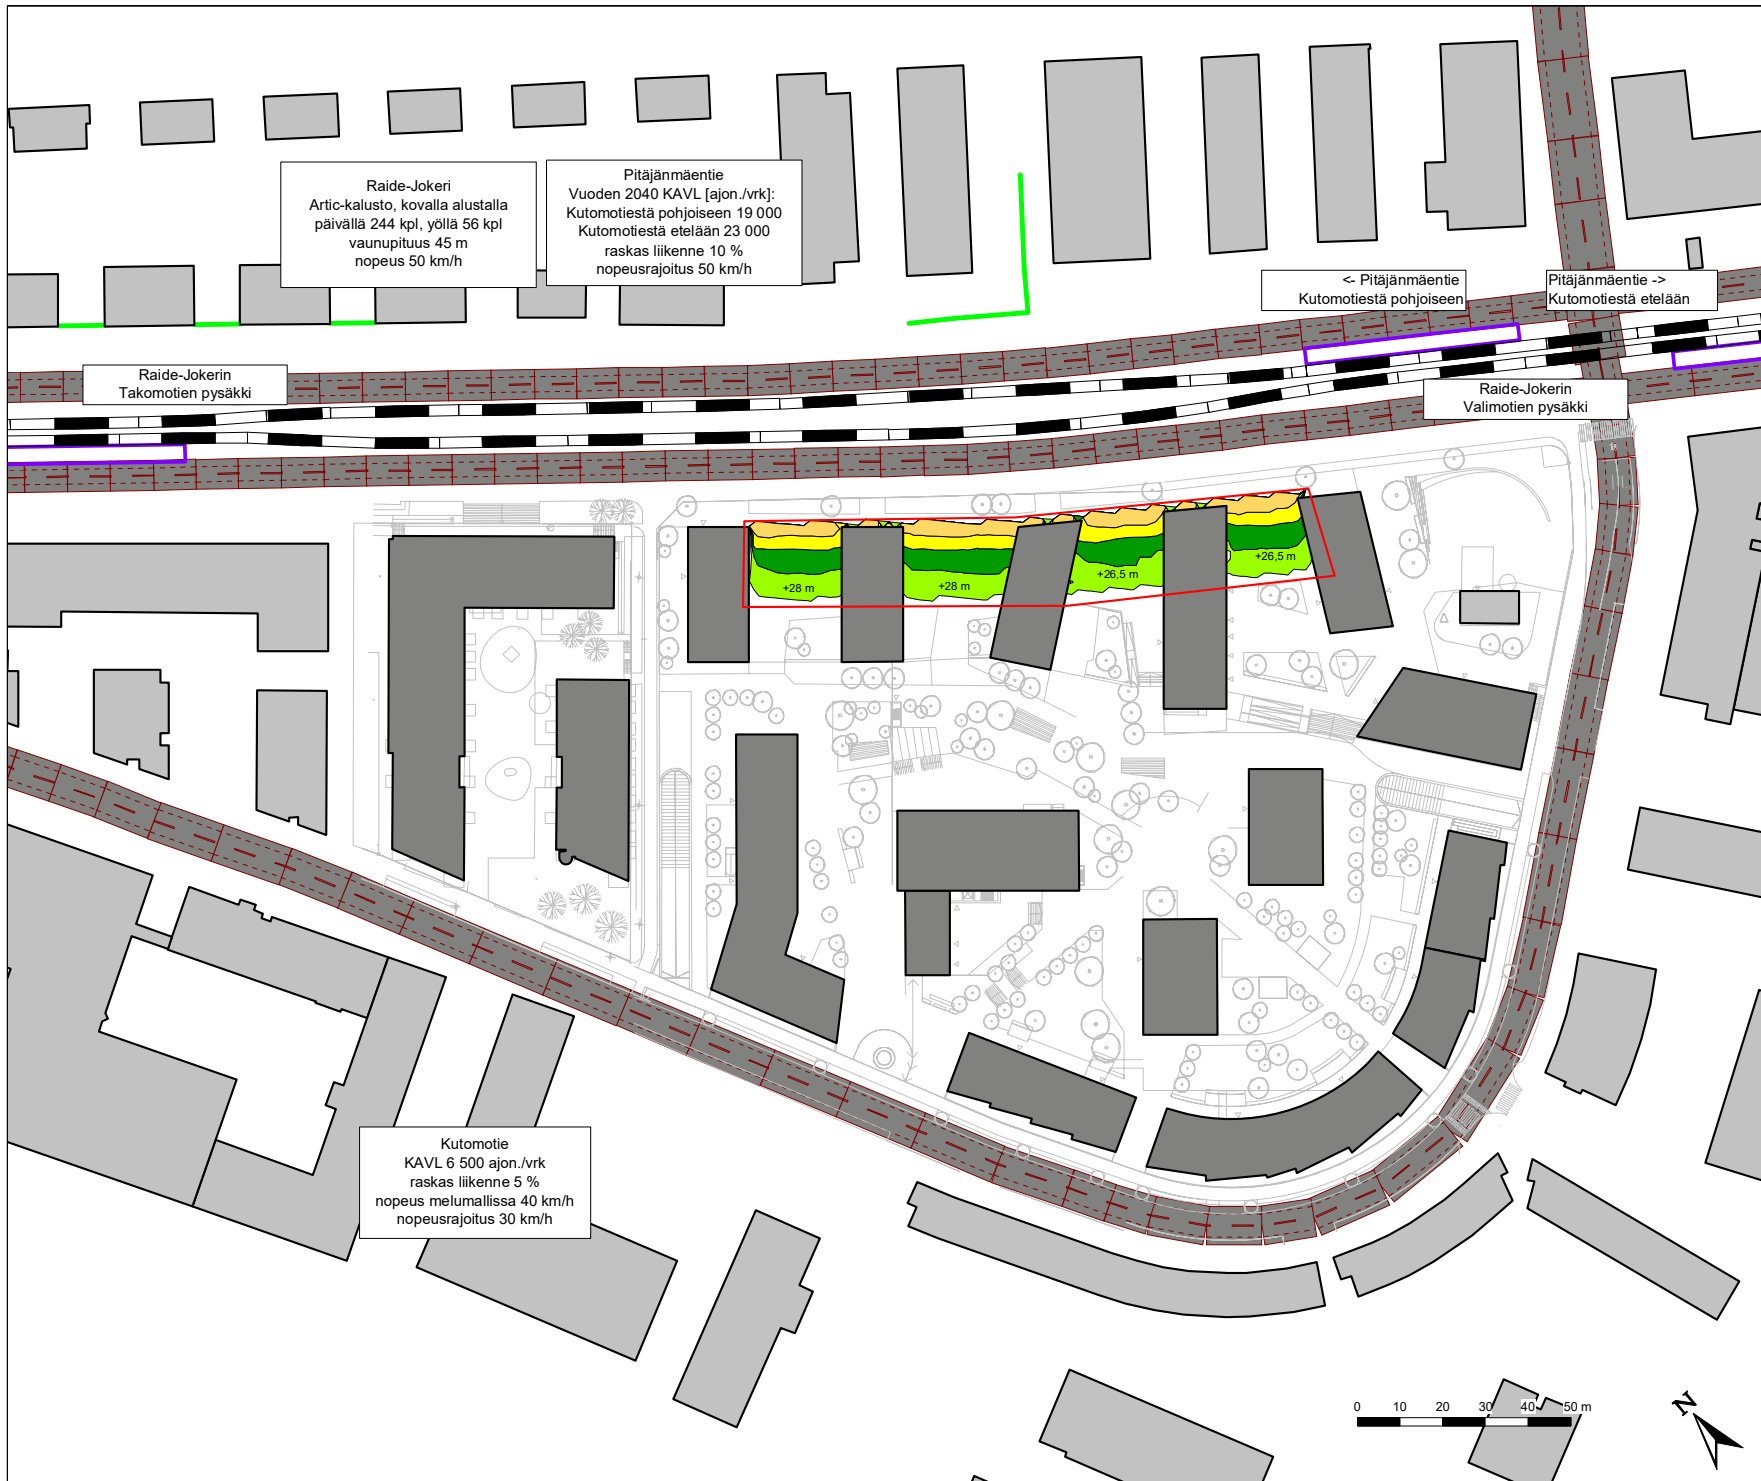 Raide-Jokeri
Artic-kalusto, kovalla alustalla
päivällä 244 kpl, yöllä 56 kpl
vaunupituus 45 m
nopeus 50 km/h
Pitäjänmäentie
Vuoden 2040 KAVL [ajon./vrk]:
Kutomotiestä pohjoiseen 19 000
Kutomotiestä etelään 23 000
raskas liikenne 10 %
nopeusrajoitus 50 km/h
<- Pitäjänmäentie
Kutomotiestä pohjoiseen
Pitäjänmäentie ->
Kutomotiestä etelään
Raide-Jokerin
Takomotien pysäkki
Raide-Jokerin
Valimotien pysäkki
+28 m
+28 m
+26,5 m
+26,5 m
Kutomotie
KAVL 6 500 ajon./vrk
raskas liikenne 5 %
nopeus melumallissa 40 km/h
nopeusrajoitus 30 km/h
0 10 20 30 40 50 m
N